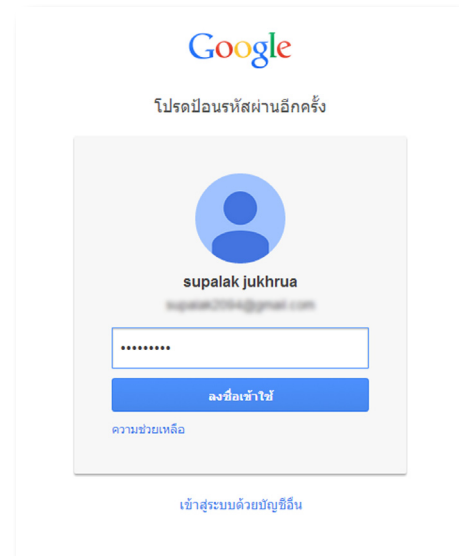 Google
โปรดป้อนรหัสผ่านอีกครั้ง
supalak jukhrua
•••••••••
ลงชื่อเข้าใช้
ความช่วยเหลือ
เข้าสู่ระบบด้วยบัญชีอื่น